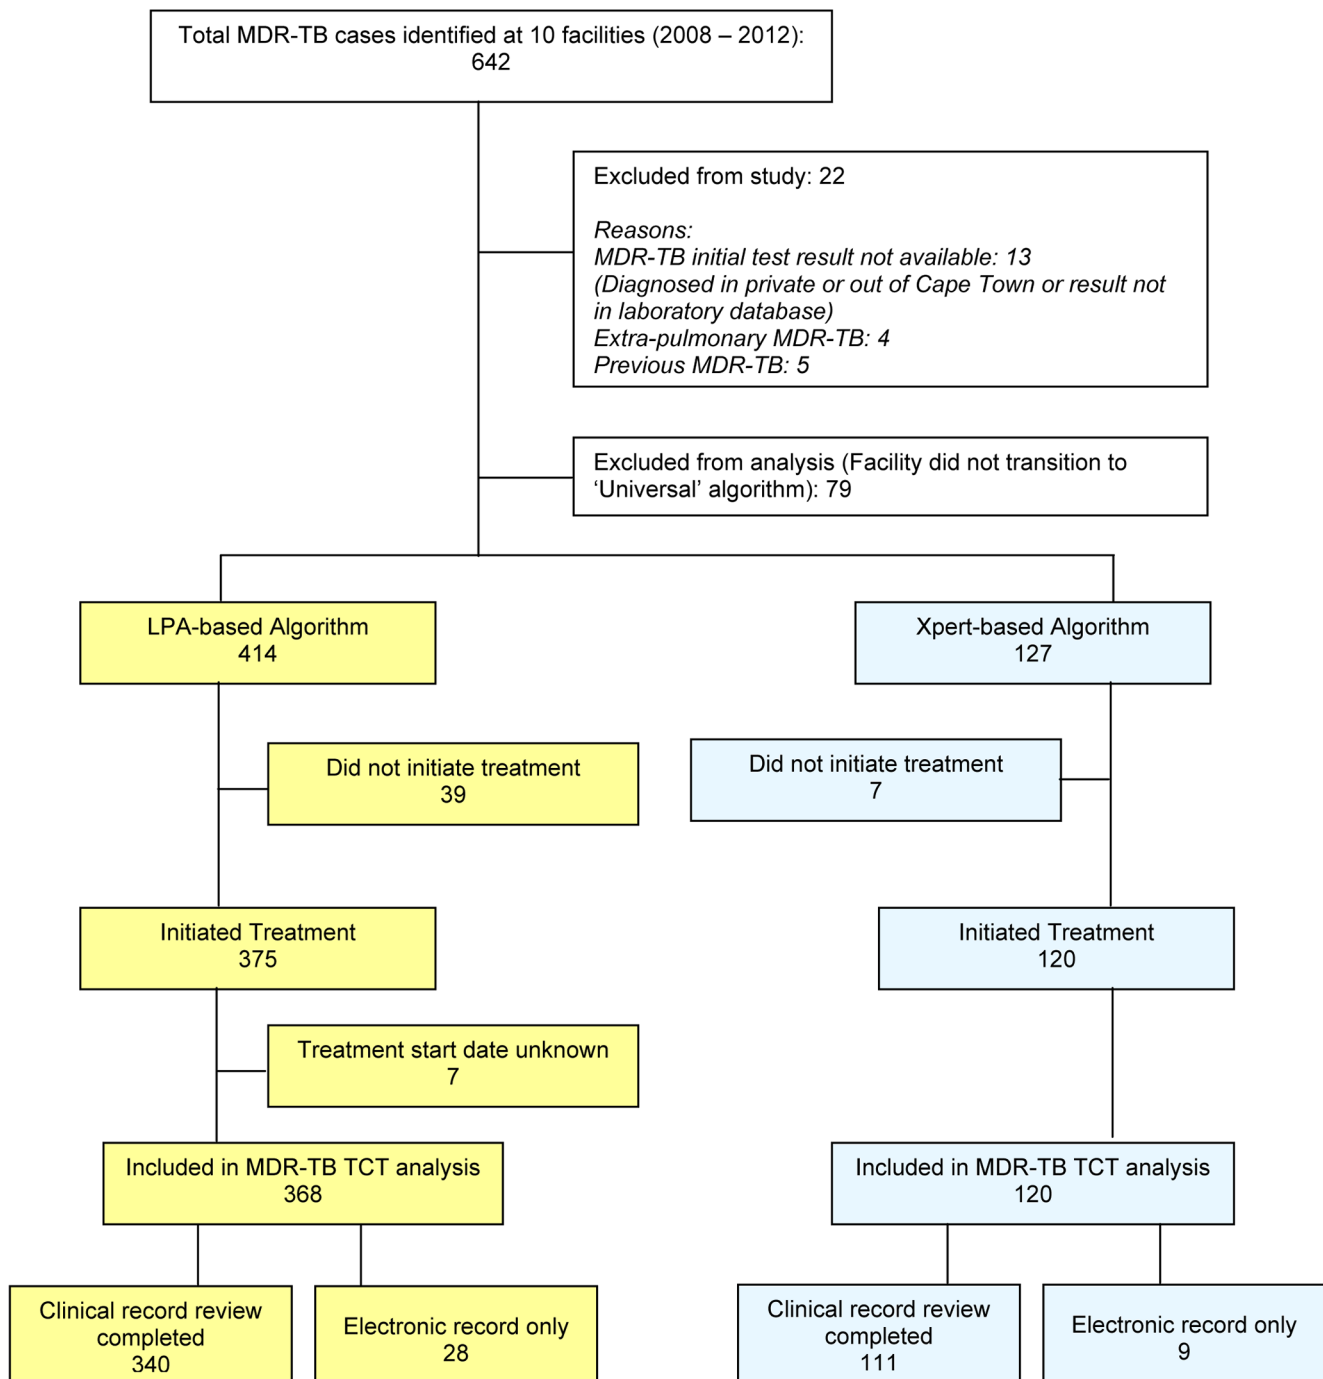 Total MDR-TB cases identified at 10 facilities (2008 – 2012):
642
Excluded from study: 22
Reasons:
MDR-TB initial test result not available: 13
(Diagnosed in private or out of Cape Town or result not
in laboratory database)
Extra-pulmonary MDR-TB: 4
Previous MDR-TB: 5
Excluded from analysis (Facility did not transition to
‘Universal’ algorithm): 79
LPA-based Algorithm
414
Xpert-based Algorithm
127
Did not initiate treatment
39
Did not initiate treatment
7
Initiated Treatment
375
Initiated Treatment
120
Treatment start date unknown
7
Included in MDR-TB TCT analysis
368
Included in MDR-TB TCT analysis
120
Clinical record review
completed
340
Electronic record only
28
Clinical record review
completed
111
Electronic record only
9